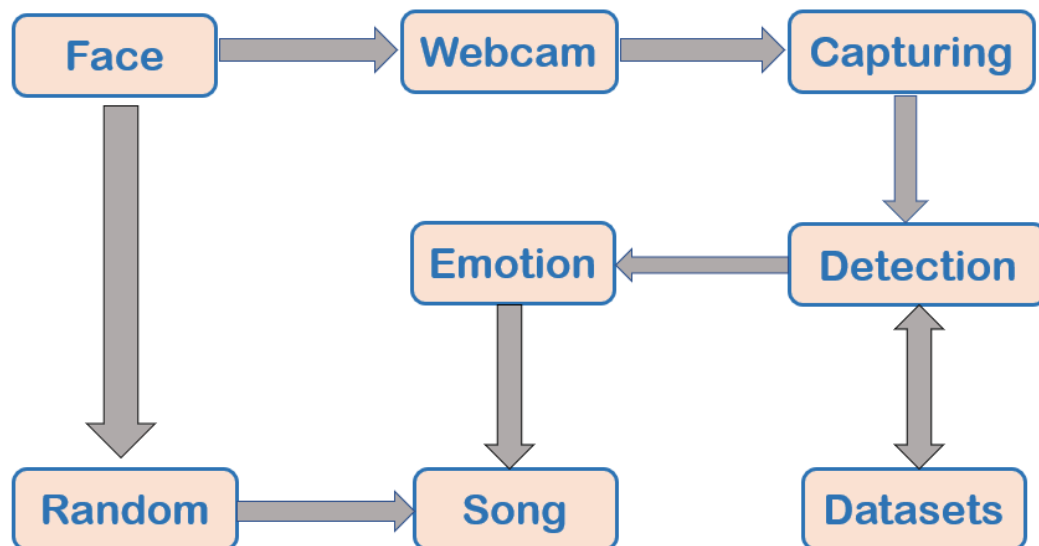 Face
Webcam
Capturing
Emotion
Detection
Random
Song
Datasets